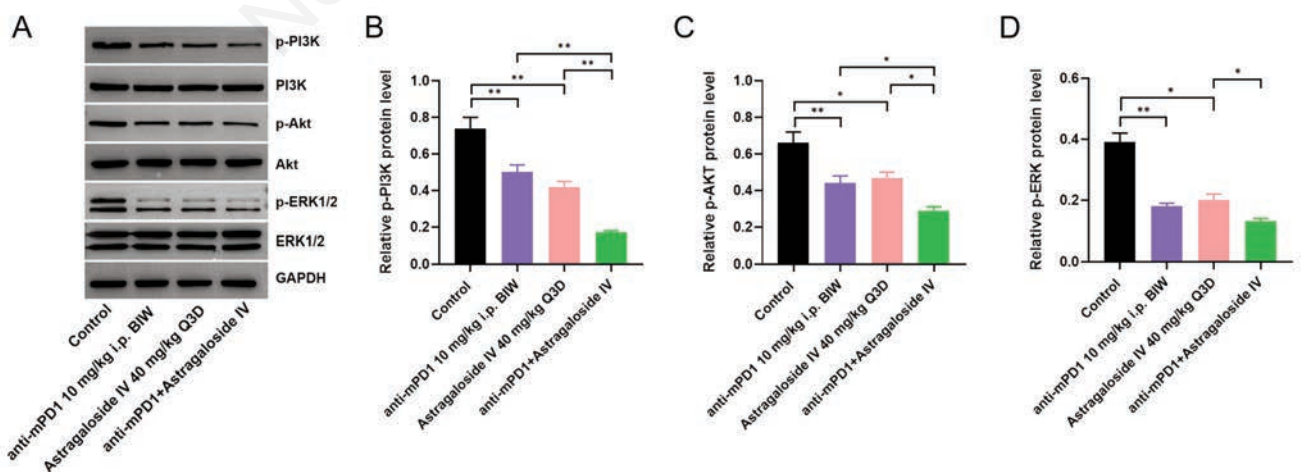 A
p-PI3K
PI3K
p-Akt
Akt
p-ERK1/2
ERK1/2
GAPDH
Control
anti-mPD1 10 mg/kg i.p. BIW
Astragaloside IV 40 mg/kg Q3D
anti-mPD1+Astragaloside IV
B
Relative p-PI3K protein level
1.0
0.8
0.6
0.4
0.2
0.0
**
**
**
**
Control
anti-mPD1 10 mg/kg i.p. BIW
Astragaloside IV 40 mg/kg Q3D
anti-mPD1+Astragaloside IV
C
Relative p-AKT protein level
1.0
0.8
0.6
0.4
0.2
0.0
*
*
*
**
Control
anti-mPD1 10 mg/kg i.p. BIW
Astragaloside IV 40 mg/kg Q3D
anti-mPD1+Astragaloside IV
D
Relative p-ERK protein level
0.6
0.4
0.2
0.0
*
*
**
Control
anti-mPD1 10 mg/kg i.p. BIW
Astragaloside IV 40 mg/kg Q3D
anti-mPD1+Astragaloside IV